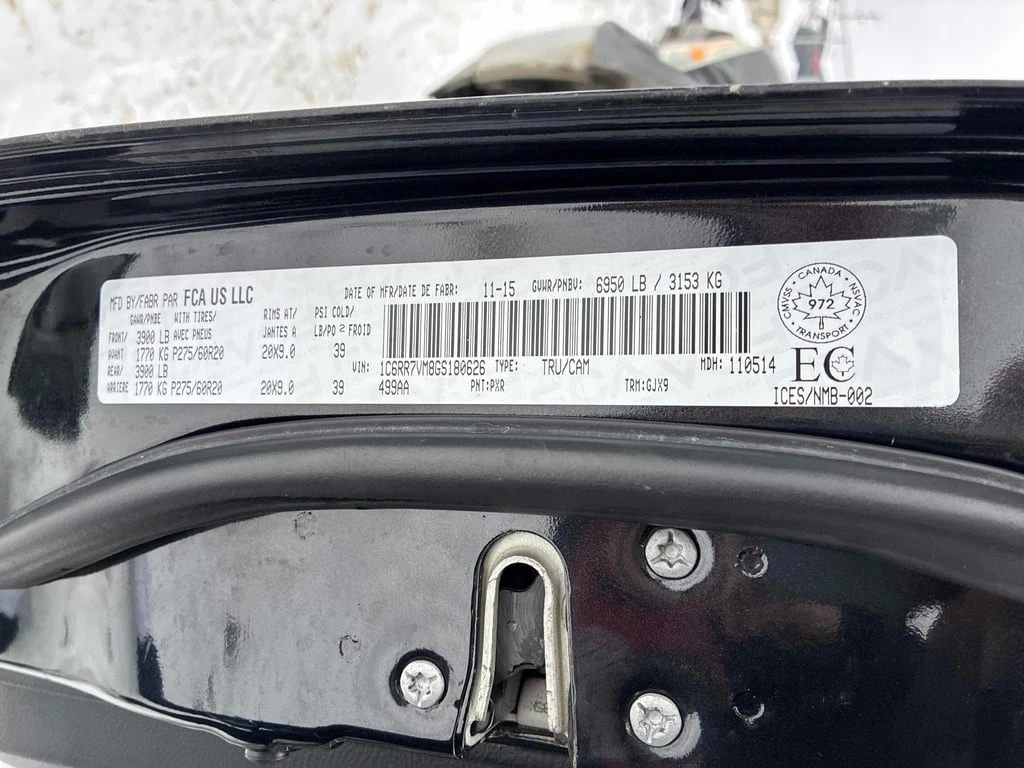 MFD BY/FABR PAR FCA US LLC DATE OF MFR/DATE DE FABR: 11-15 GVWR/PNBV: 6950 LB / 3153 KG
GAWR/PNBE WITH TIRES/ RIMS AT/ PSI COLD/
FRONT/ 3900 LB AVEC PNEUS JANTES A LB/PO 2 FROID
AVANT: 1770 KG P275/60R20 20X9.0 39
REAR/ 3900 LB
ARRIERE 1770 KG P275/60R20 20X9.0 39
VIN: 1C6RR7VM8GS180626 TYPE: TRU/CAM MDH: 110514
499AA PNT:PXR TRM:GJX9
CANADA
CMVSS 972 NSVAC
TRANSPORT
EC
ICES/NMB-002